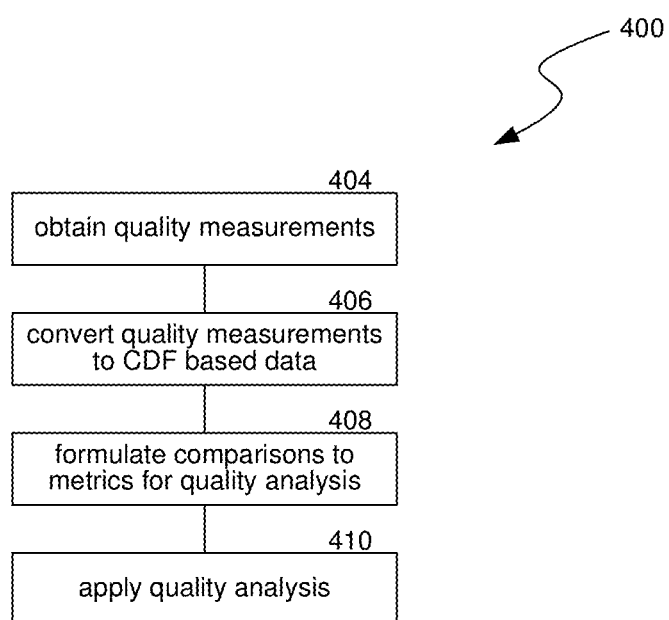 400
404
obtain quality measurements
406
convert quality measurements
to CDF based data
408
formulate comparisons to
metrics for quality analysis
410
apply quality analysis